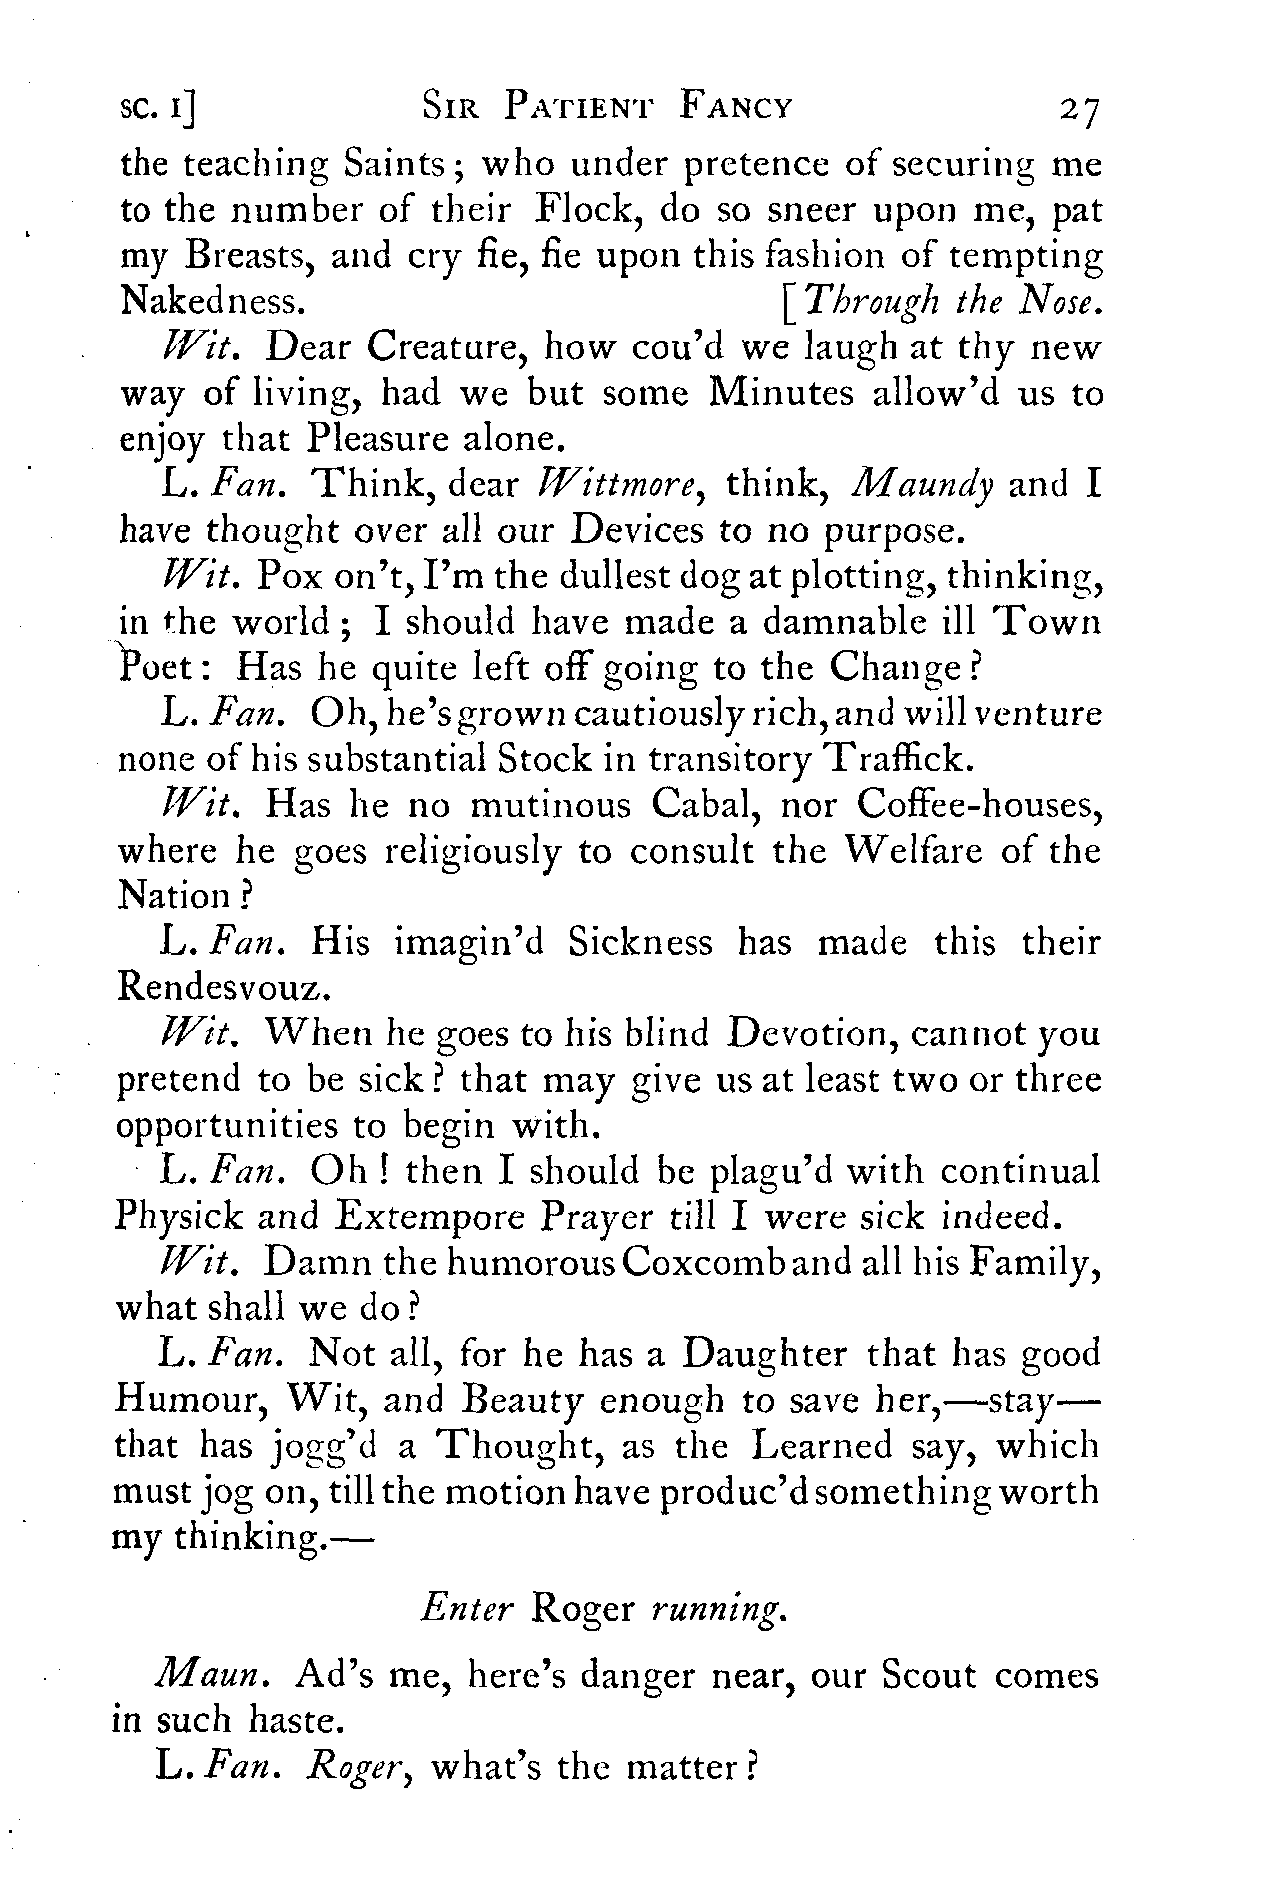 SC. I] SIR PATIENT FANCY 27
the teaching Saints; who under pretence of securing me
to the number of their Flock, do so sneer upon me, pat
my Breasts, and cry fie, fie upon this fashion of tempting
Nakedness. [Through the Nose.
Wit. Dear Creature, how cou'd we laugh at thy new
way of living, had we but some Minutes allow'd us to
enjoy that Pleasure alone.
L. Fan. Think, dear Wittmore, think, Maundy and I
have thought over all our Devices to no purpose.
Wit. Pox on't, I'm the dullest dog at plotting, thinking,
in the world; I should have made a damnable ill Town
Poet: Has he quite left off going to the Change?
L. Fan. Oh, he's grown cautiously rich, and will venture
none of his substantial Stock in transitory Traffick.
Wit. Has he no mutinous Cabal, nor Coffee-houses,
where he goes religiously to consult the Welfare of the
Nation?
L. Fan. His imagin'd Sickness has made this their
Rendesvouz.
Wit. When he goes to his blind Devotion, cannot you
pretend to be sick? that may give us at least two or three
opportunities to begin with.
L. Fan. Oh! then I should be plagu'd with continual
Physick and Extempore Prayer till I were sick indeed.
Wit. Damn the humorous Coxcomb and all his Family,
what shall we do?
L. Fan. Not all, for he has a Daughter that has good
Humour, Wit, and Beauty enough to save her,—stay—
that has jogg'd a Thought, as the Learned say, which
must jog on, till the motion have produc'd something worth
my thinking.—
Enter Roger running.
Maun. Ad's me, here's danger near, our Scout comes
in such haste.
L. Fan. Roger, what's the matter?